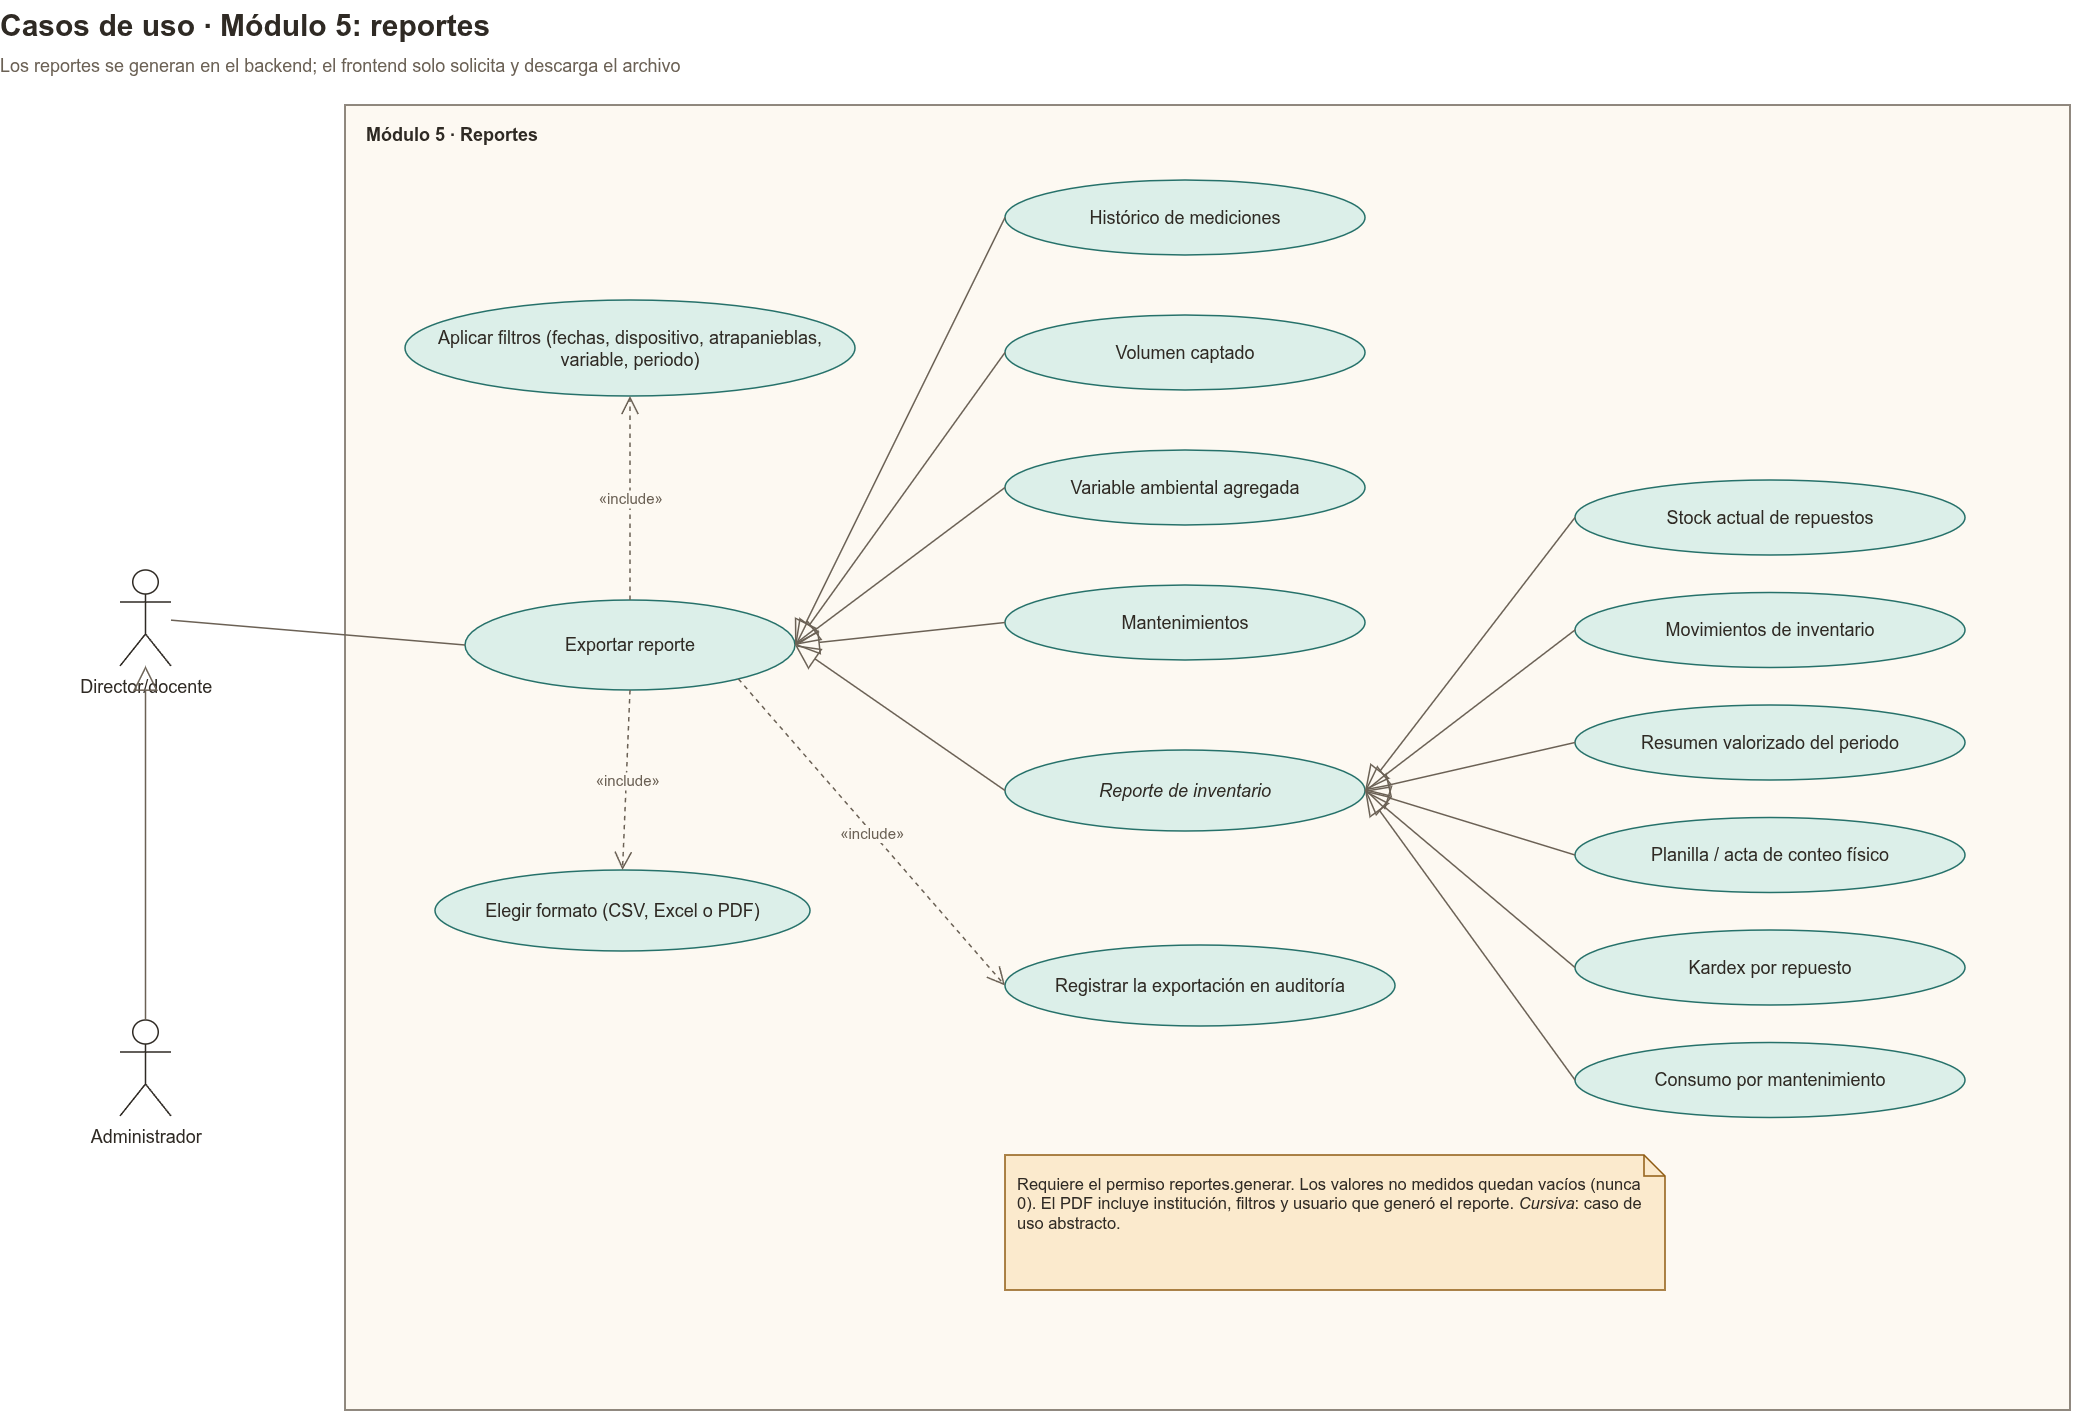 Casos de uso · Módulo 5: reportes
Los reportes se generan en el backend; el frontend solo solicita y descarga el archivo
Módulo 5 · Reportes
Histórico de mediciones
Aplicar filtros (fechas, dispositivo, atrapanieblas,
variable, periodo)
Volumen captado
«include»
Variable ambiental agregada
Stock actual de repuestos
Mantenimientos
Movimientos de inventario
Exportar reporte
Director/docente
Resumen valorizado del periodo
«include»
Reporte de inventario
«include»
Planilla / acta de conteo físico
Elegir formato (CSV, Excel o PDF)
Kardex por repuesto
Registrar la exportación en auditoría
Consumo por mantenimiento
Administrador
Requiere el permiso reportes.generar. Los valores no medidos quedan vacíos (nunca
0). El PDF incluye institución, filtros y usuario que generó el reporte. Cursiva: caso de
uso abstracto.